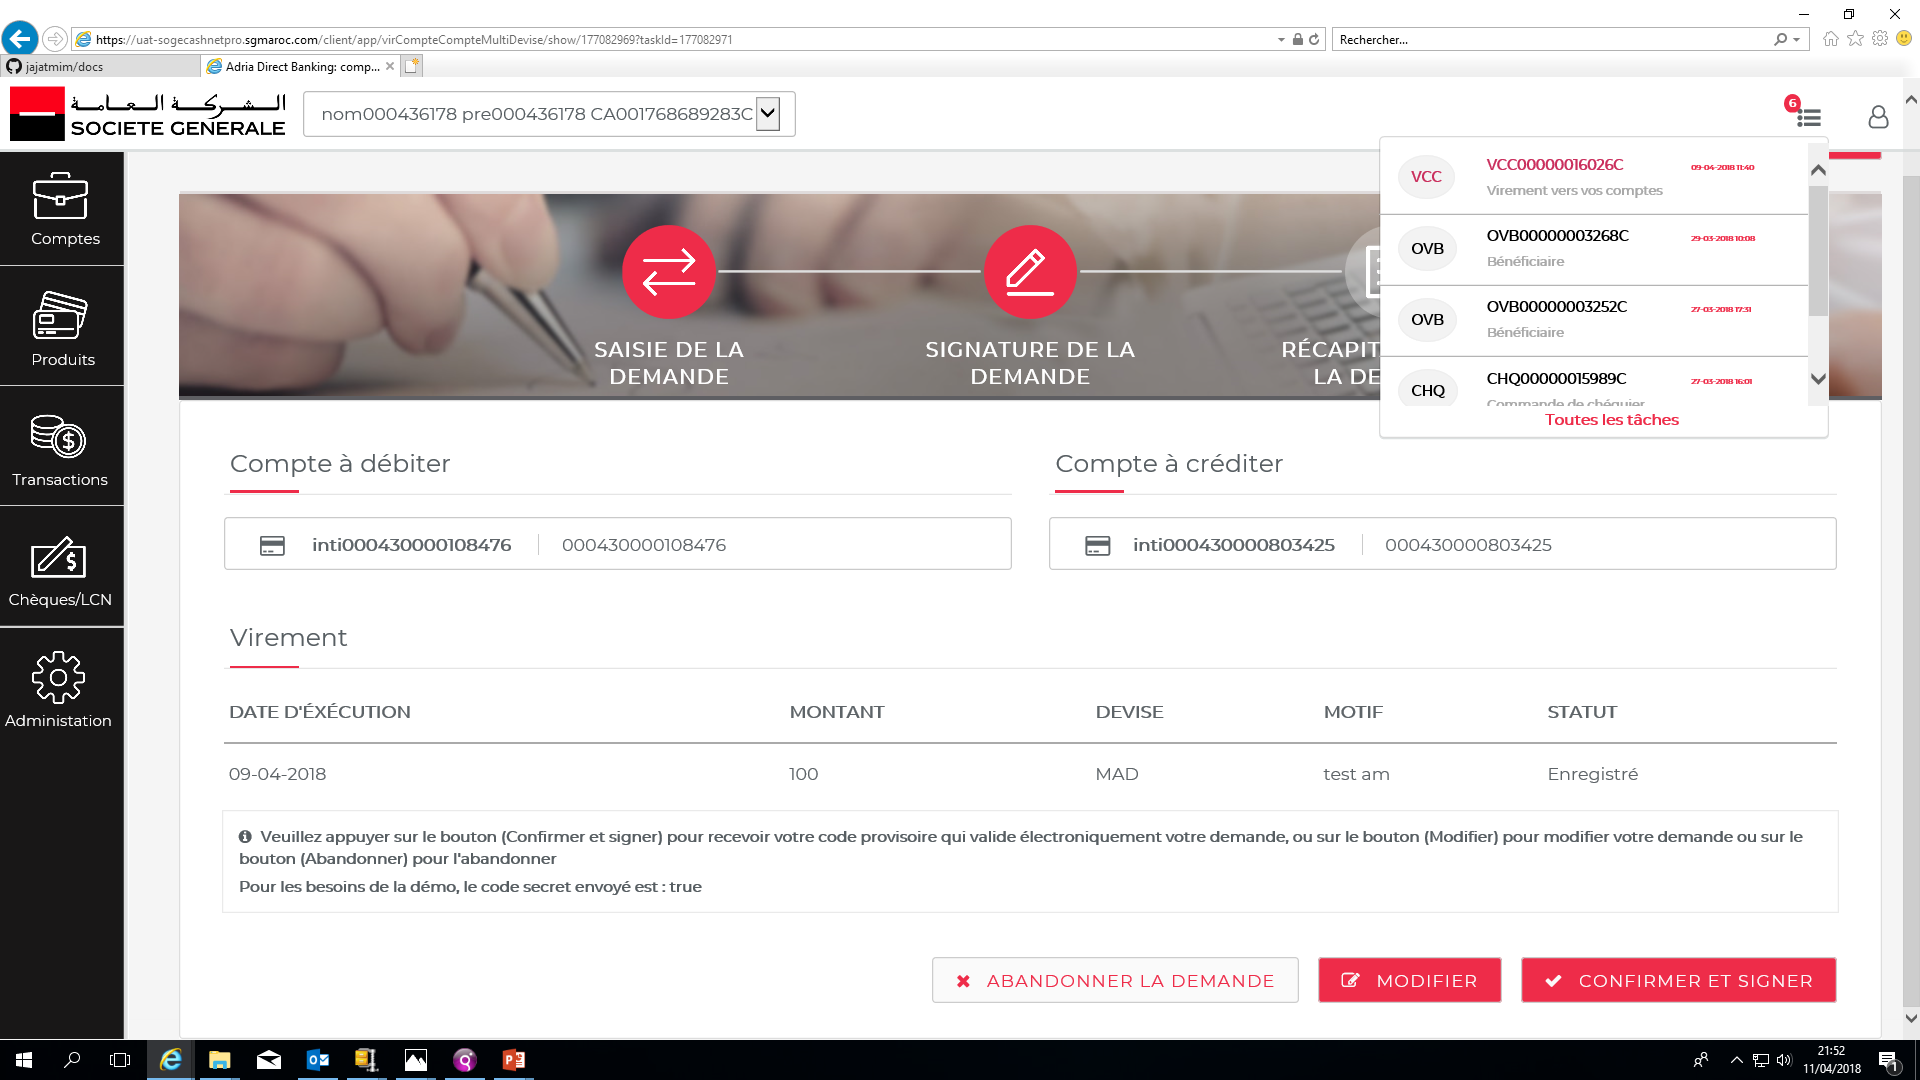 https://uat-sogecashnetpro.sgmaroc.com/client/app/virCompteCompteMultiDevise/show/177082969?taskId=177082971
Rechercher...
jajatmim/docs
Adria Direct Banking: comp...
الـشـركـة الـعـامـة
SOCIETE GENERALE
nom000436178 pre000436178 CA001768689283C
6
Comptes
Produits
Transactions
Chèques/LCN
Administation
SAISIE DE LA
DEMANDE
SIGNATURE DE LA
DEMANDE
RÉCAPIT
LA DE
VCC
VCC00000016026C
09-04-2018 11:40
Virement vers vos comptes
OVB
OVB00000003268C
29-03-2018 10:08
Bénéficiaire
OVB
OVB00000003252C
27-03-2018 17:31
Bénéficiaire
CHQ
CHQ00000015989C
27-03-2018 16:01
Commande de chéquier
Toutes les tâches
Compte à débiter
inti000430000108476 000430000108476
Compte à créditer
inti000430000803425 000430000803425
Virement
DATE D'ÉXÉCUTION MONTANT DEVISE MOTIF STATUT
09-04-2018 100 MAD test am Enregistré
Veuillez appuyer sur le bouton (Confirmer et signer) pour recevoir votre code provisoire qui valide électroniquement votre demande, ou sur le bouton (Modifier) pour modifier votre demande ou sur le
bouton (Abandonner) pour l'abandonner
Pour les besoins de la démo, le code secret envoyé est : true
ABANDONNER LA DEMANDE
MODIFIER
CONFIRMER ET SIGNER
21:52
11/04/2018
1